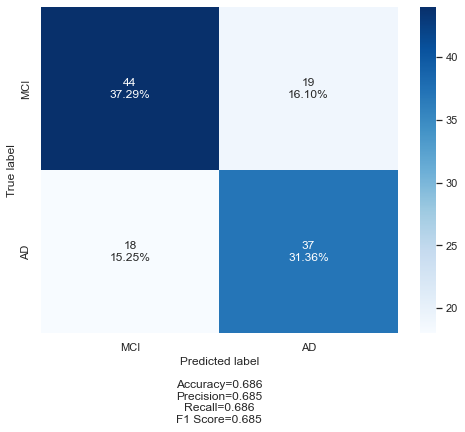 44
37.29%
19
16.10%
18
15.25%
37
31.36%
MCI
AD
True label
MCI
AD
Predicted label
Accuracy=0.686
Precision=0.685
Recall=0.686
F1 Score=0.685
40
35
30
25
20